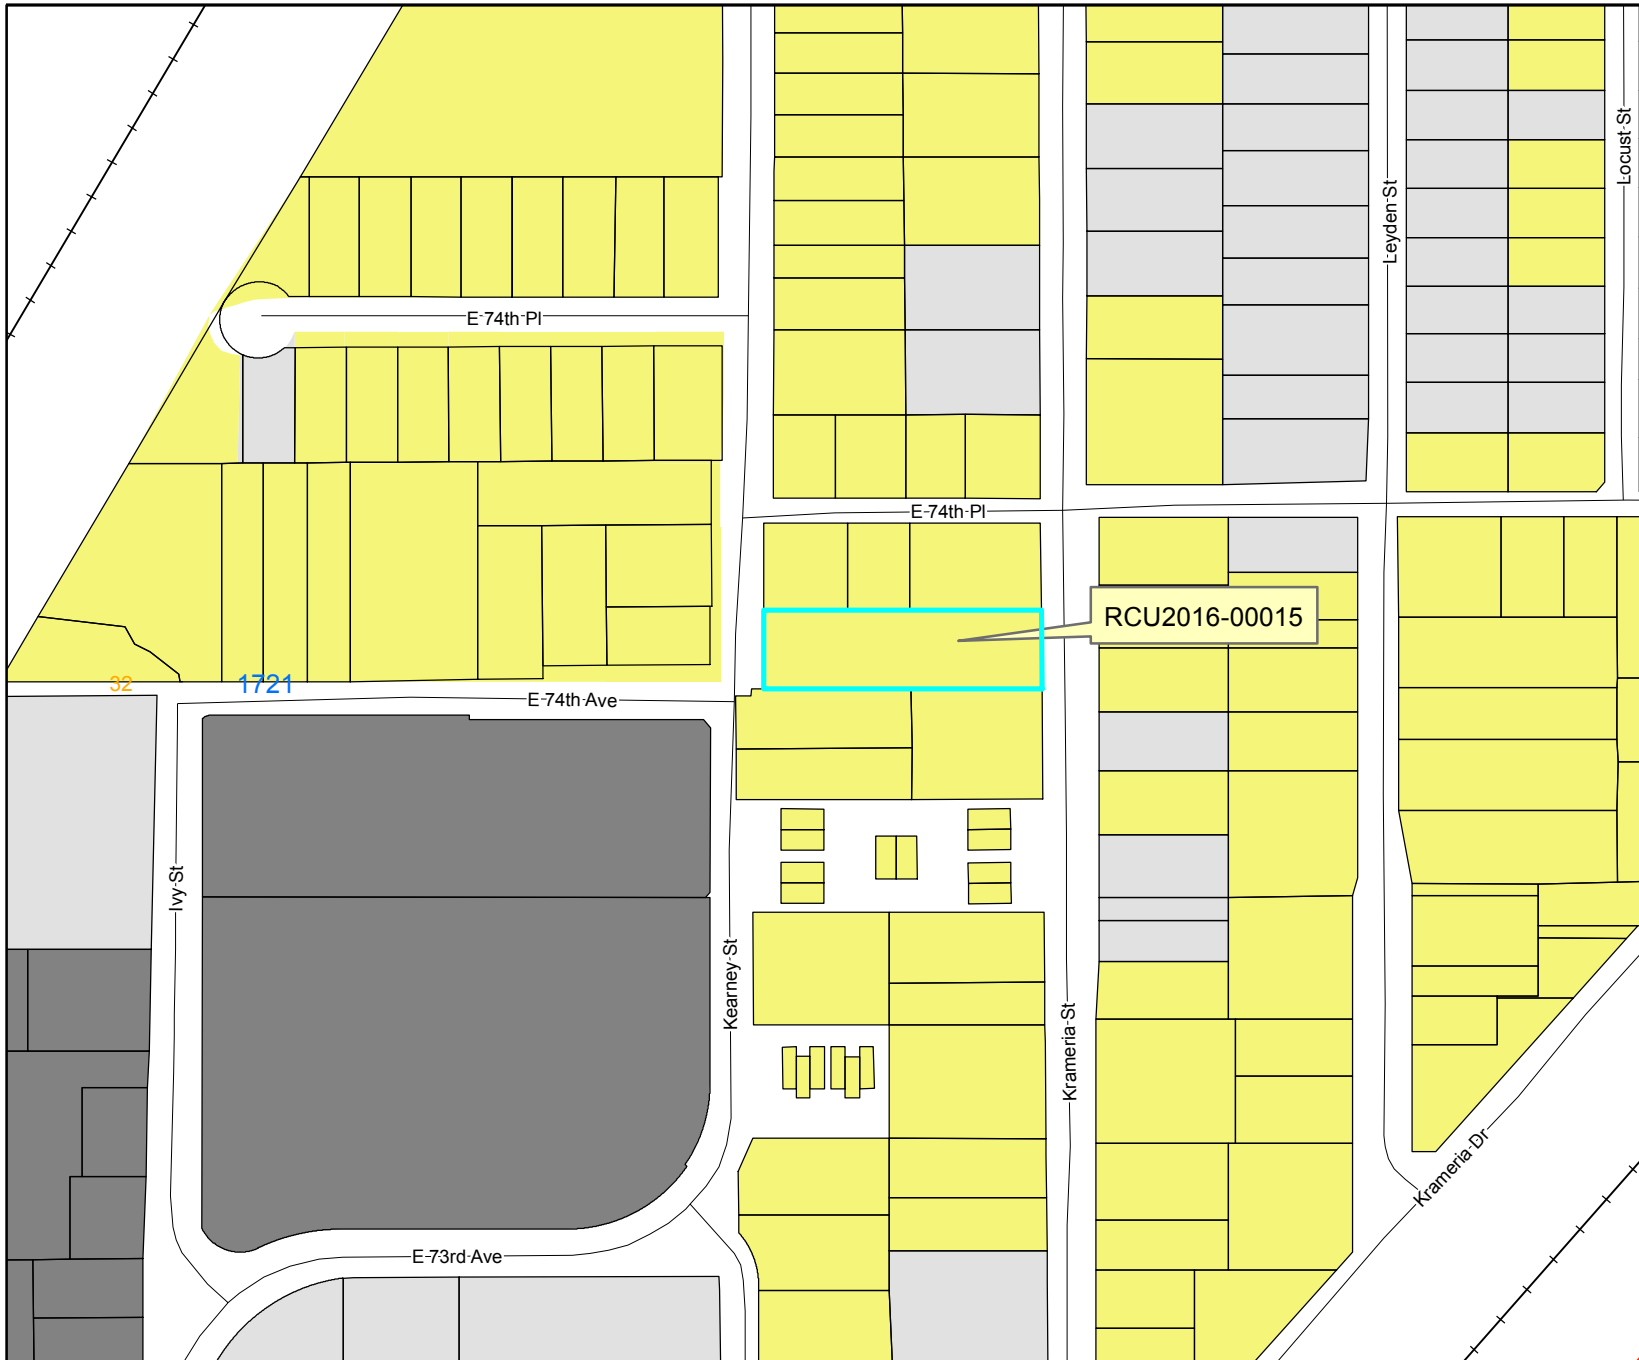 Locust St
Leyden St
E 74th Pl
E 74th Pl
RCU2016-00015
32
1721
E 74th Ave
Ivy St
Kearney St
Krameria St
Krameria Dr
E 73rd Ave